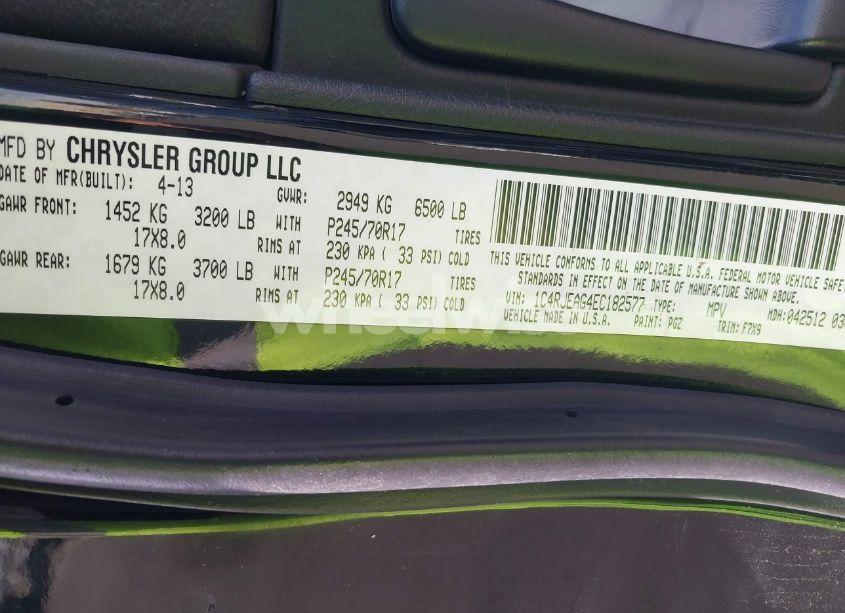 MFD BY CHRYSLER GROUP LLC
DATE OF MFR(BUILT): 4-13 GVWR: 2949 KG 6500 LB
GAWR FRONT: 1452 KG 3200 LB WITH P245/70R17 TIRES
17X8.0 RIMS AT 230 KPA ( 33 PSI) COLD
GAWR REAR: 1679 KG 3700 LB WITH P245/70R17 TIRES
17X8.0 RIMS AT 230 KPA ( 33 PSI) COLD
THIS VEHICLE CONFORMS TO ALL APPLICABLE U.S.A. FEDERAL MOTOR VEHICLE SAFE
STANDARDS IN EFFECT ON THE DATE OF MANUFACTURE SHOWN ABOVE.
VIN: 1C4RJEAG4EC182577 TYPE: MPV MDH:042512 03
VEHICLE MADE IN U.S.A. PAINT: PGZ TRIM: F7X9